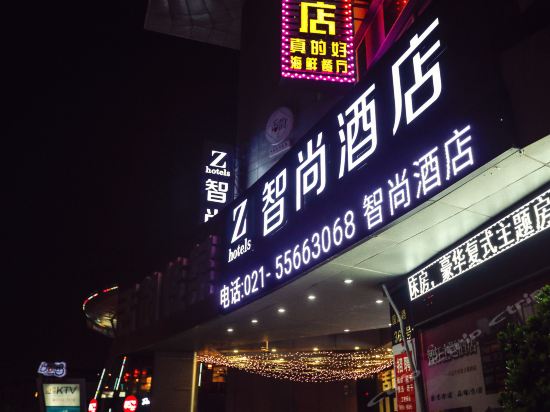 店
真的好
海鲜餐厅
Z
hotels
智尚
Z
hotels
智尚酒店
电话:021-55663068 智尚酒店
床房、豪华复式主题房
KTV